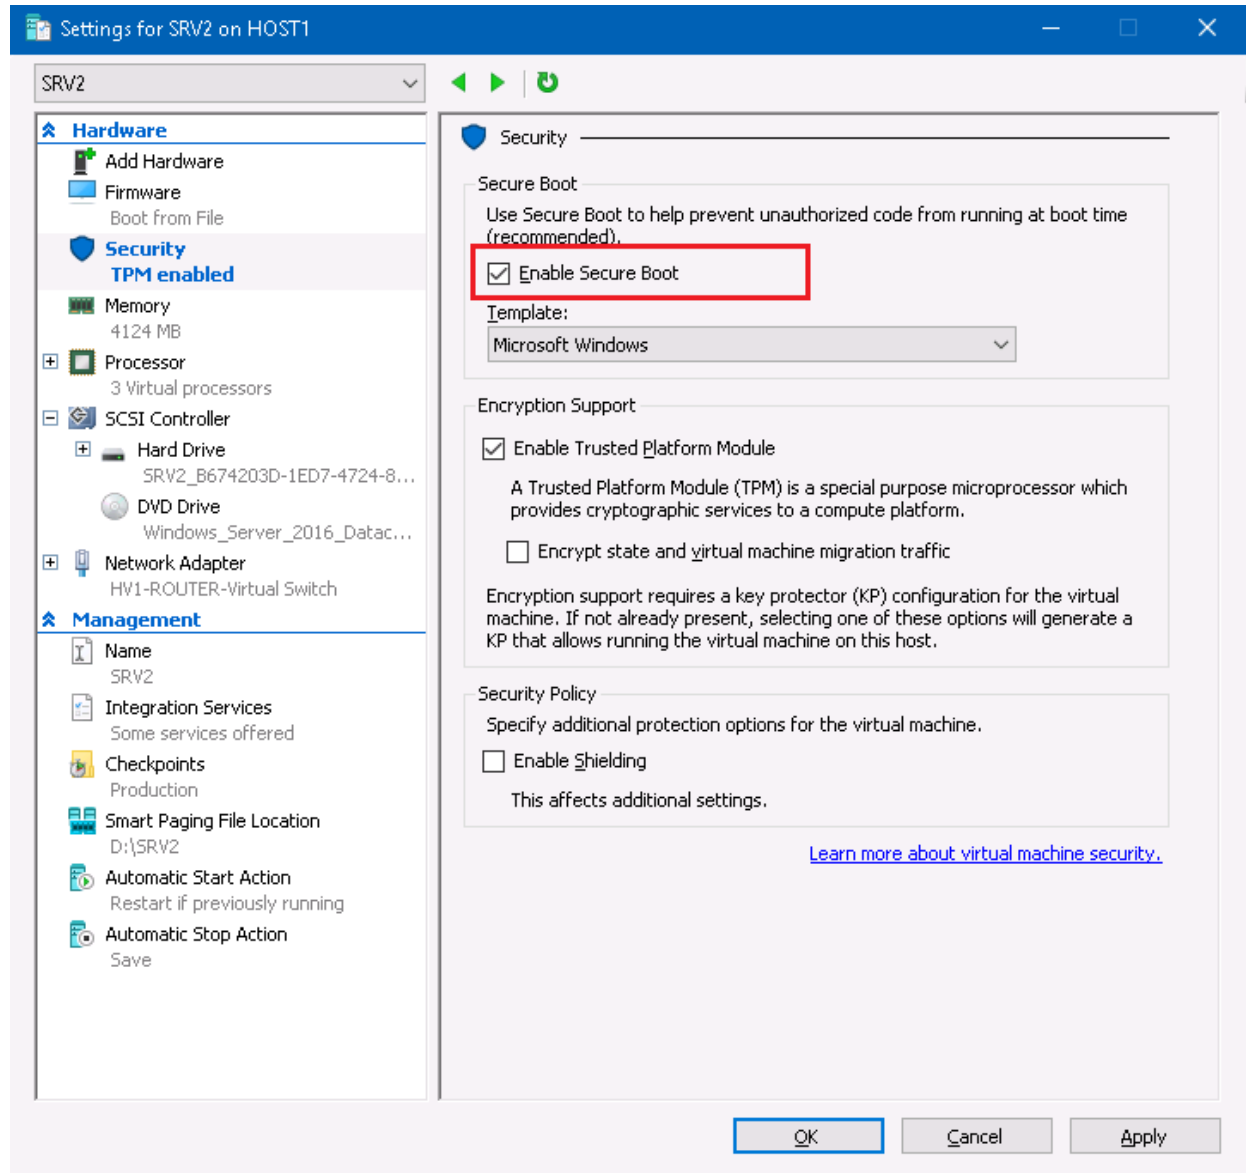 Settings for SRV2 on HOST1
SRV2
Hardware
Add Hardware
Firmware
Boot from File
Security
TPM enabled
Memory
4124 MB
Processor
3 Virtual processors
SCSI Controller
Hard Drive
SRV2_B674203D-1ED7-4724-8...
DVD Drive
Windows_Server_2016_Datac...
Network Adapter
HV1-ROUTER-Virtual Switch
Management
Name
SRV2
Integration Services
Some services offered
Checkpoints
Production
Smart Paging File Location
D:\SRV2
Automatic Start Action
Restart if previously running
Automatic Stop Action
Save
Security
Secure Boot
Use Secure Boot to help prevent unauthorized code from running at boot time
(recommended).
Enable Secure Boot
Template:
Microsoft Windows
Encryption Support
Enable Trusted Platform Module
A Trusted Platform Module (TPM) is a special purpose microprocessor which
provides cryptographic services to a compute platform.
Encrypt state and virtual machine migration traffic
Encryption support requires a key protector (KP) configuration for the virtual
machine. If not already present, selecting one of these options will generate a
KP that allows running the virtual machine on this host.
Security Policy
Specify additional protection options for the virtual machine.
Enable Shielding
This affects additional settings.
Learn more about virtual machine security.
OK
Cancel
Apply